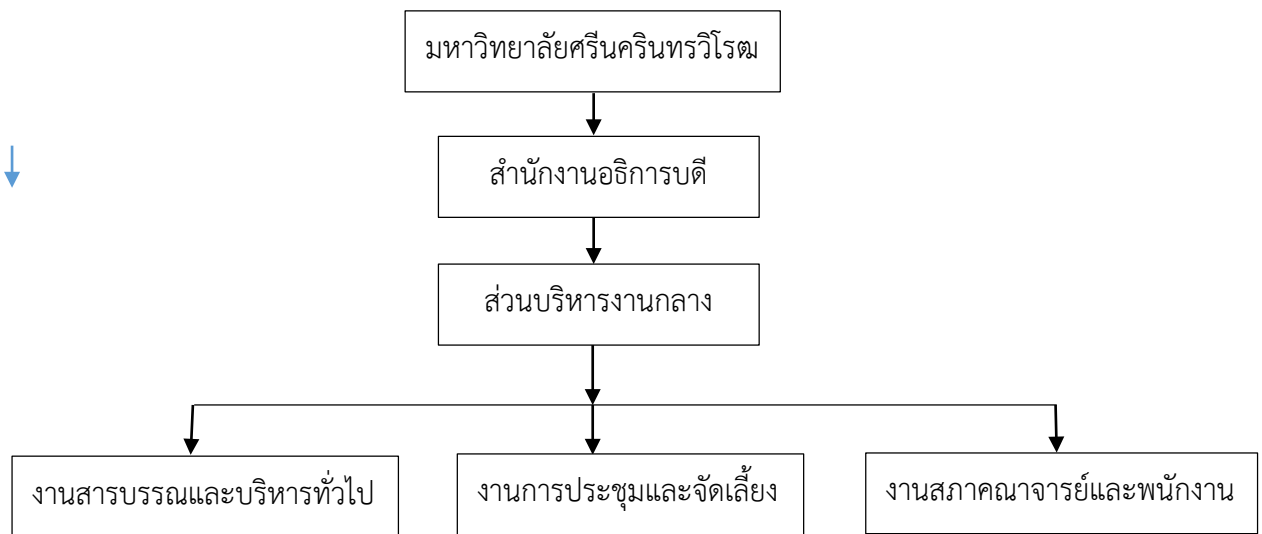 มหาวิทยาลัยศรีนครินทรวิโรฒ
สำนักงานอธิการบดี
ส่วนบริหารงานกลาง
งานสารบรรณและบริหารทั่วไป
งานการประชุมและจัดเลี้ยง
งานสภาคณาจารย์และพนักงาน